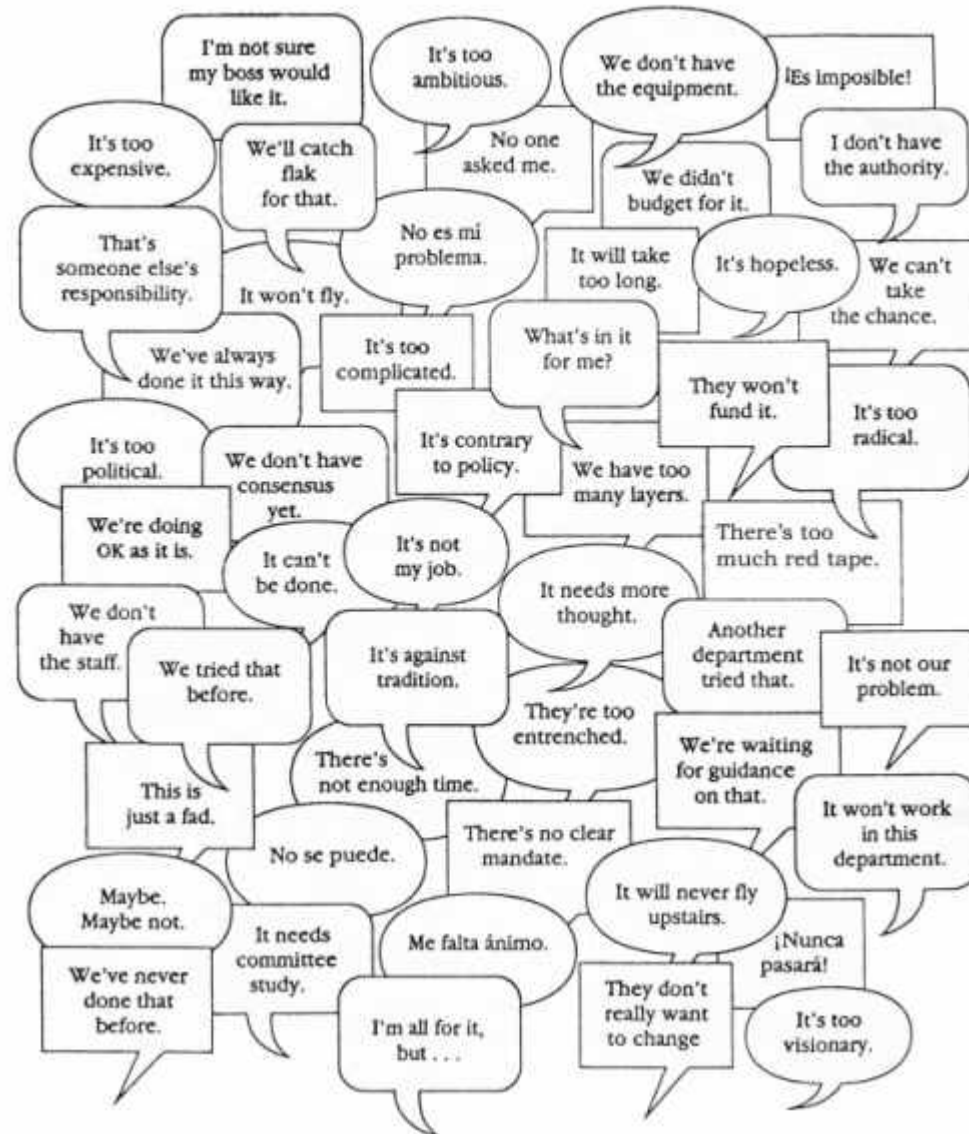 I'm not sure
my boss would
like it.
It's too
ambitious.
We don't have
the equipment.
¡Es imposible!
It's too
expensive.
We'll catch
flak
for that.
No one
asked me.
I don't have
the authority.
We didn't
budget for it.
That's
someone else's
responsibility.
No es mi
problema.
It will take
too long.
It's hopeless.
We can't
take
the chance.
It won't fly.
We've always
done it this way.
It's too
complicated.
What's in it
for me?
They won't
fund it.
It's too
radical.
It's too
political.
We don't have
consensus
yet.
It's contrary
to policy.
We have too
many layers.
We're doing
OK as it is.
It can't
be done.
It's not
my job.
There's too
much red tape.
It needs more
thought.
We don't
have
the staff.
We tried that
before.
It's against
tradition.
Another
department
tried that.
It's not our
problem.
They're too
entrenched.
There's
not enough time.
We're waiting
for guidance
on that.
This is
just a fad.
It won't work
in this
department.
No se puede.
There's no clear
mandate.
Maybe.
Maybe not.
It will never fly
upstairs.
It needs
committee
study.
Me falta ánimo.
¡Nunca
pasará!
We've never
done that
before.
They don't
really want
to change
I'm all for it,
but . . .
It's too
visionary.